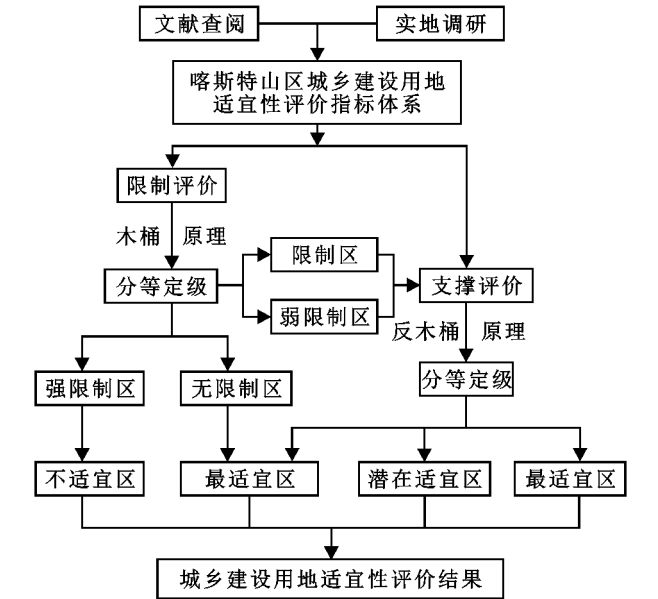 文献查阅
实地调研
喀斯特山区城乡建设用地
适宜性评价指标体系
限制评价
木桶 原理
限制区
分等定级
支撑评价
弱限制区
反木桶 原理
强限制区
无限制区
分等定级
不适宜区
最适宜区
潜在适宜区
最适宜区
城乡建设用地适宜性评价结果